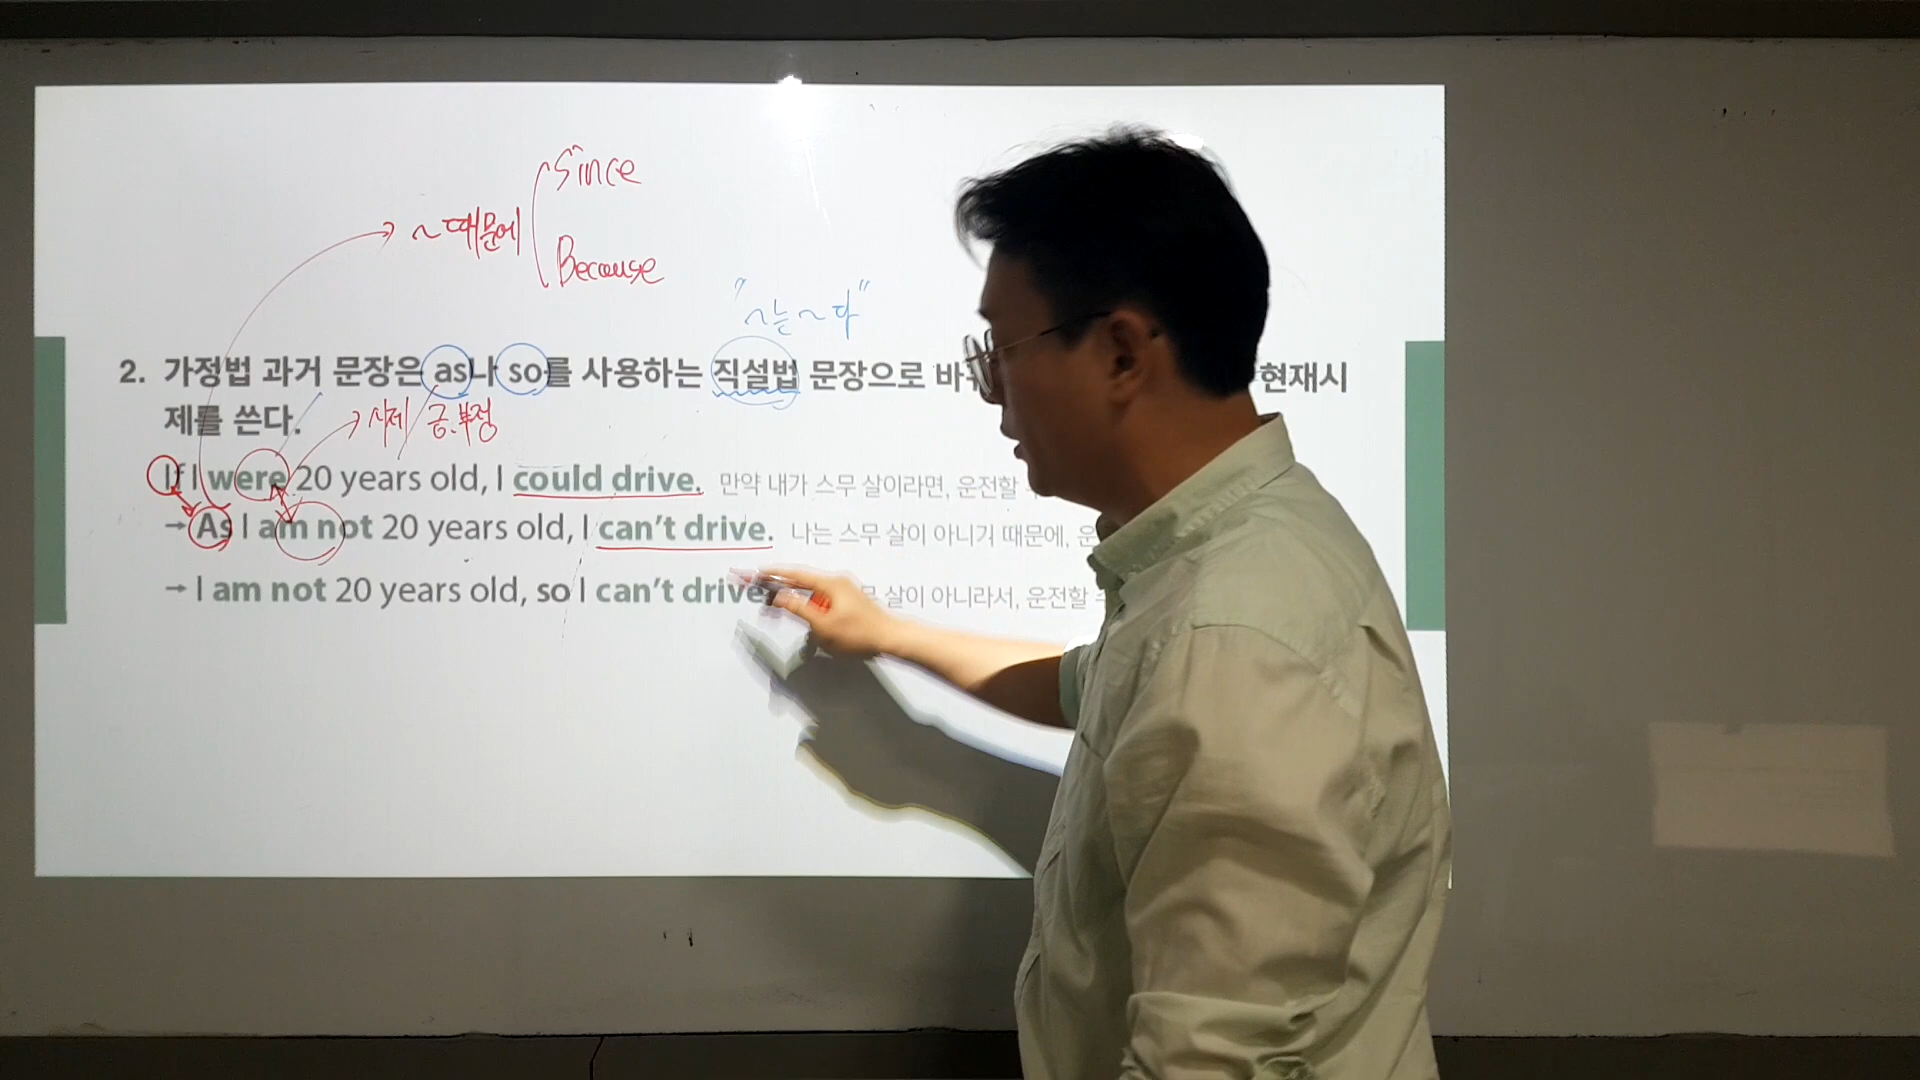 Since
~때문에
Because
"~는~다"
2. 가정법 과거 문장은 as나 so를 사용하는 직설법 문장으로 현재시
제를 쓴다.
시제 긍.부정
If I were 20 years old, I could drive. 만약 내가 스무 살이라면, 운전할
→ As I am not 20 years old, I can't drive. 나는 스무 살이 아니기 때문에,
→ I am not 20 years old, so I can't drive 살이 아니라서, 운전할